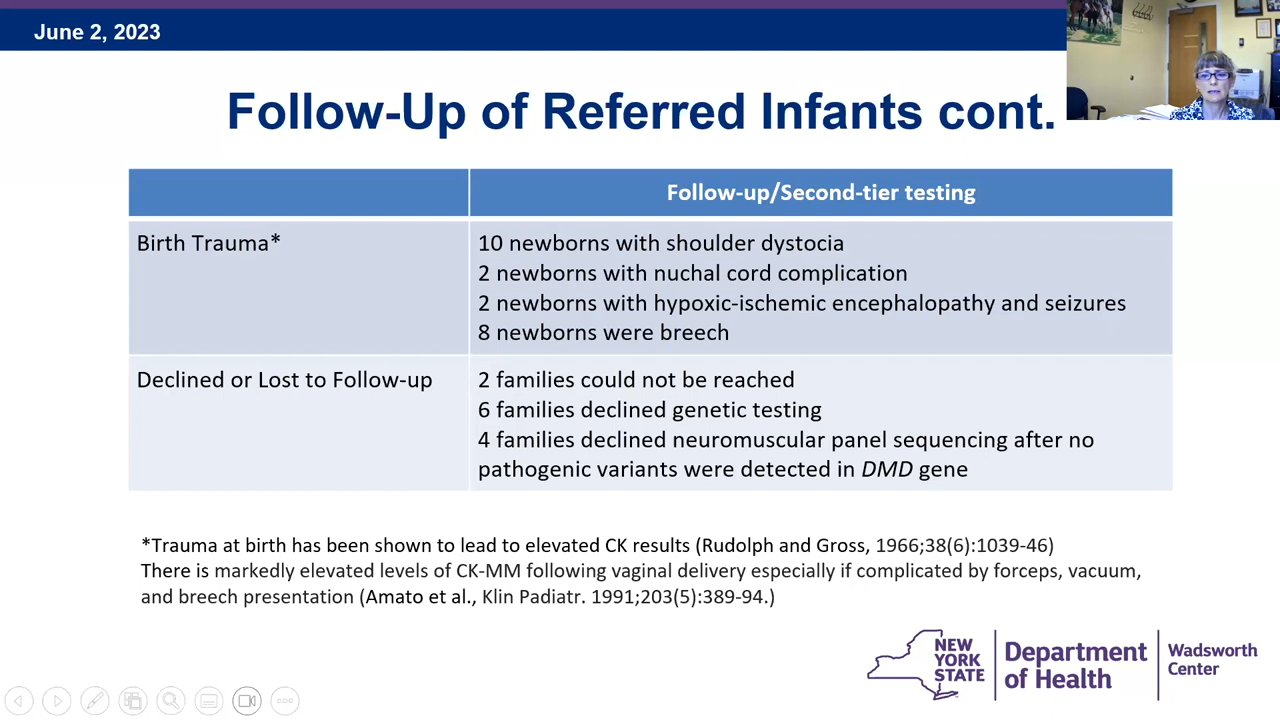 June 2, 2023
Follow-Up of Referred Infants cont.
Follow-up/Second-tier testing
Birth Trauma*
10 newborns with shoulder dystocia
2 newborns with nuchal cord complication
2 newborns with hypoxic-ischemic encephalopathy and seizures
8 newborns were breech
Declined or Lost to Follow-up
2 families could not be reached
6 families declined genetic testing
4 families declined neuromuscular panel sequencing after no
pathogenic variants were detected in DMD gene
*Trauma at birth has been shown to lead to elevated CK results (Rudolph and Gross, 1966;38(6):1039-46)
There is markedly elevated levels of CK-MM following vaginal delivery especially if complicated by forceps, vacuum,
and breech presentation (Amato et al., Klin Padiatr. 1991;203(5):389-94.)
NEW
YORK
STATE
Department
of Health
Wadsworth
Center